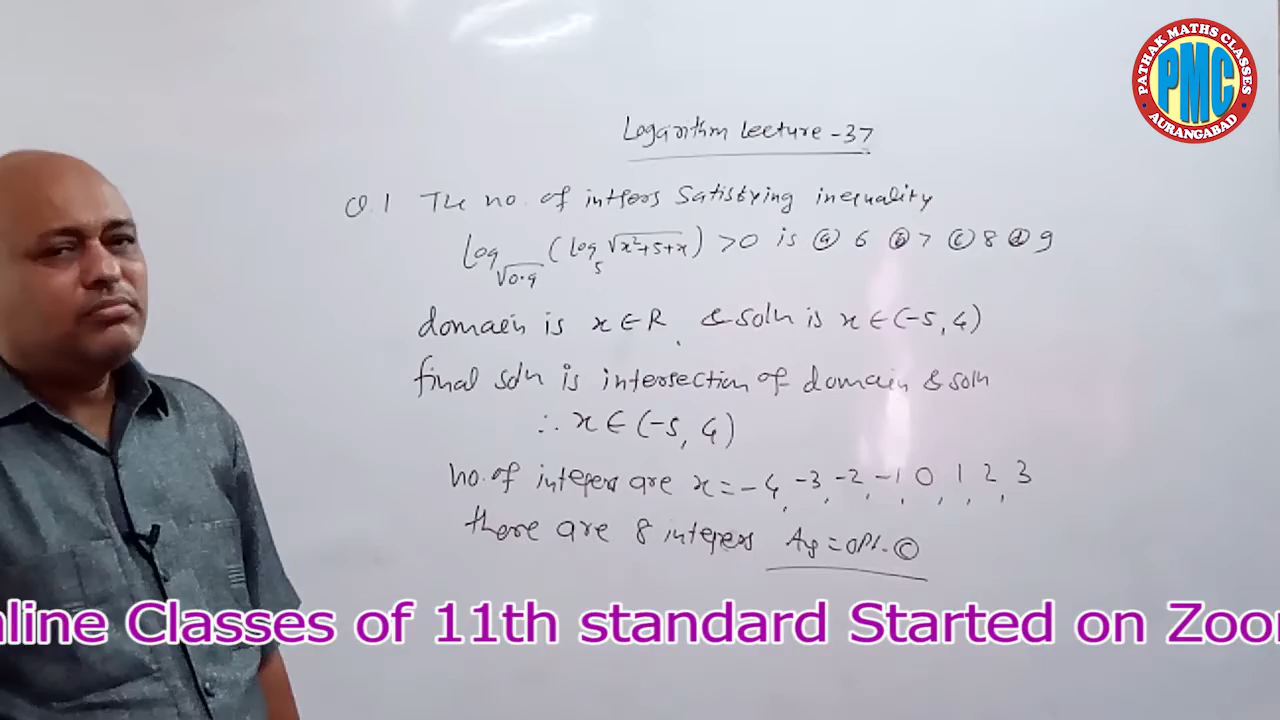 PATHAK MATHS CLASSES
PMC
AURANGABAD
Logarithm Lecture - 37
Q.1 The no. of intgers Satisfying inequality
Log√0.9 (log5 √x²+5+x) > 0 is ⓐ 6 ⓑ 7 ⓒ 8 ⓓ 9
domain is x ∈ R & soln is x ∈ (-5, 4)
final soln is intersection of domain & soln
∴ x ∈ (-5, 4)
no. of integers are x = -4, -3, -2, -1, 0, 1, 2, 3
there are 8 integers Ag = OPt. ⓒ
nline Classes of 11th standard Started on Zoo